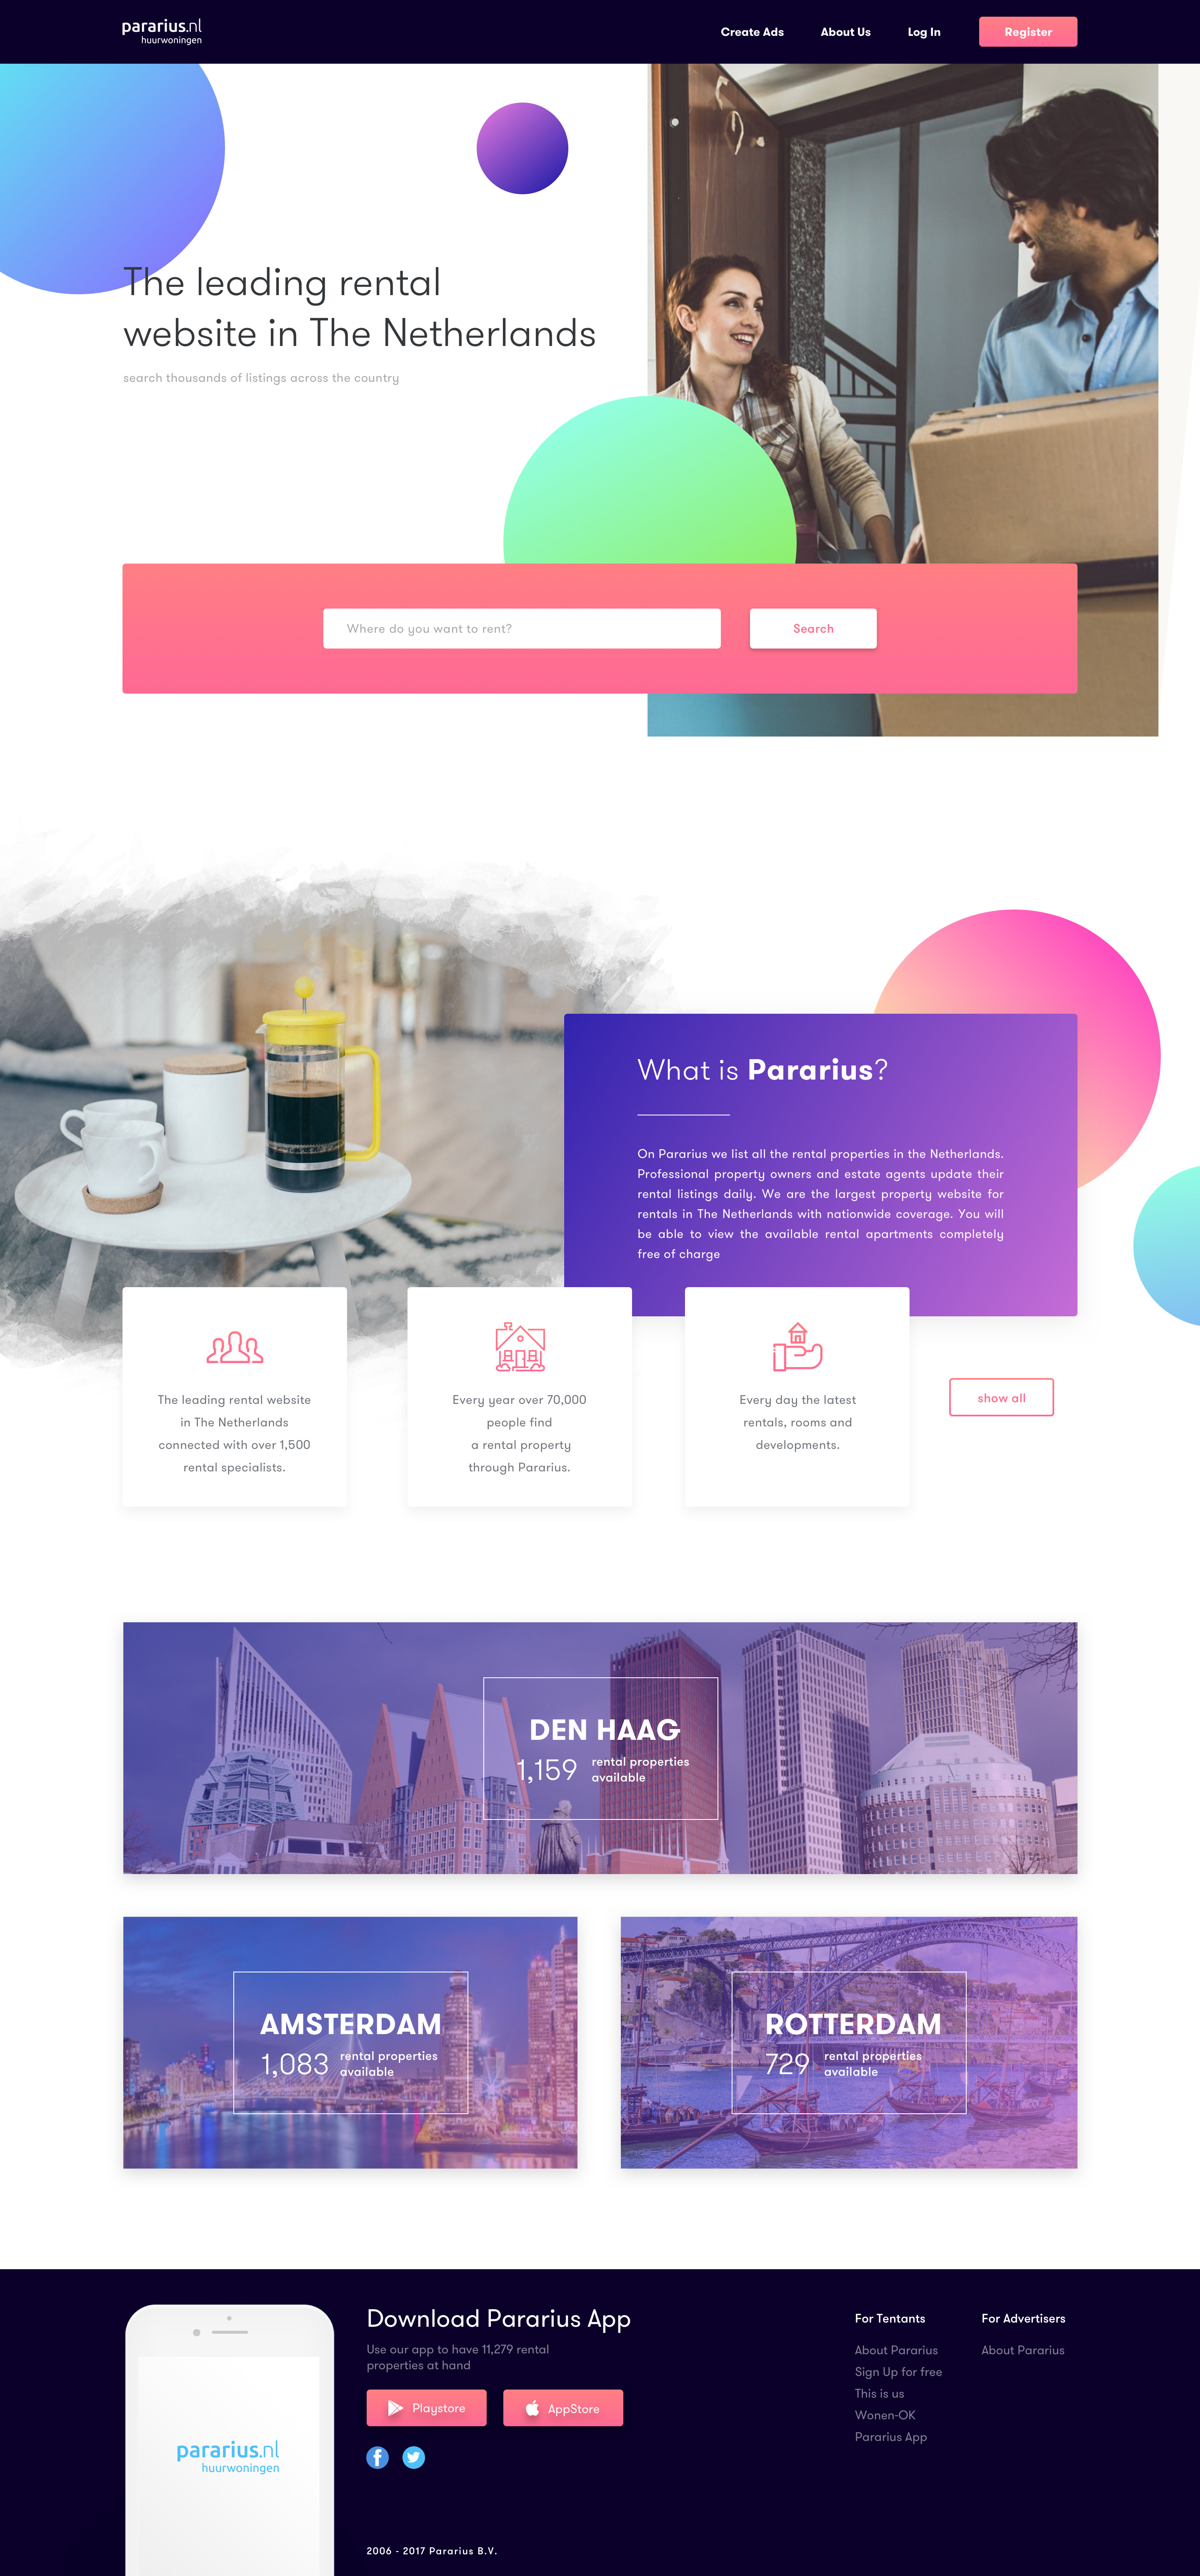 pararius.nl
huurwoningen
Create Ads
About Us
Log In
Register
The leading rental
website in The Netherlands
search thousands of listings across the country
Where do you want to rent?
Search
What is Pararius?
On Pararius we list all the rental properties in the Netherlands.
Professional property owners and estate agents update their
rental listings daily. We are the largest property website for
rentals in The Netherlands with nationwide coverage. You will
be able to view the available rental apartments completely
free of charge
The leading rental website
in The Netherlands
connected with over 1,500
rental specialists.
Every year over 70,000
people find
a rental property
through Pararius.
Every day the latest
rentals, rooms and
developments.
show all
DEN HAAG
1,159
rental properties
available
AMSTERDAM
1,083
rental properties
available
ROTTERDAM
729
rental properties
available
pararius.nl
huurwoningen
Download Pararius App
Use our app to have 11,279 rental
properties at hand
Playstore
AppStore
2006 - 2017 Pararius B.V.
For Tentants
About Pararius
Sign Up for free
This is us
Wonen-OK
Pararius App
For Advertisers
About Pararius